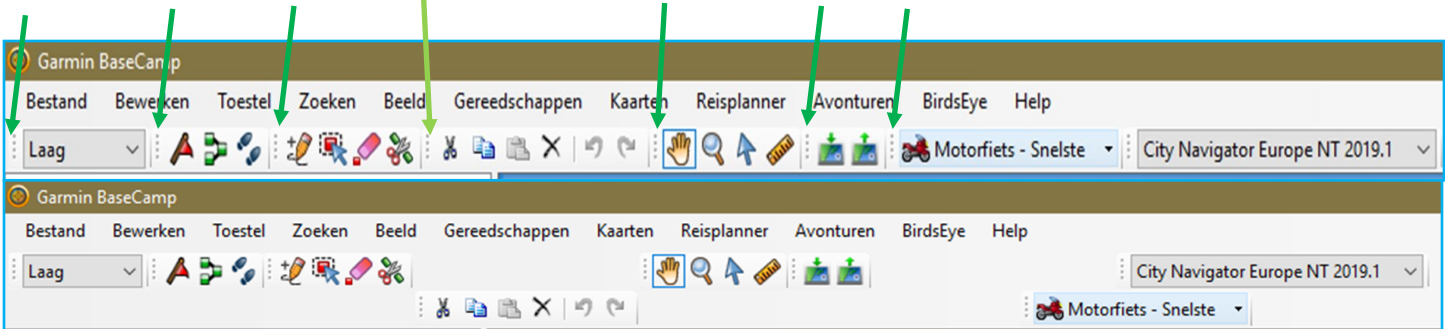 Garmin BaseCamp
Bestand Bewerken Toestel Zoeken Beeld Gereedschappen Kaarten Reisplanner Avonturen BirdsEye Help
Laag Motorfiets - Snelste City Navigator Europe NT 2019.1
Garmin BaseCamp
Bestand Bewerken Toestel Zoeken Beeld Gereedschappen Kaarten Reisplanner Avonturen BirdsEye Help
Laag City Navigator Europe NT 2019.1
Motorfiets - Snelste